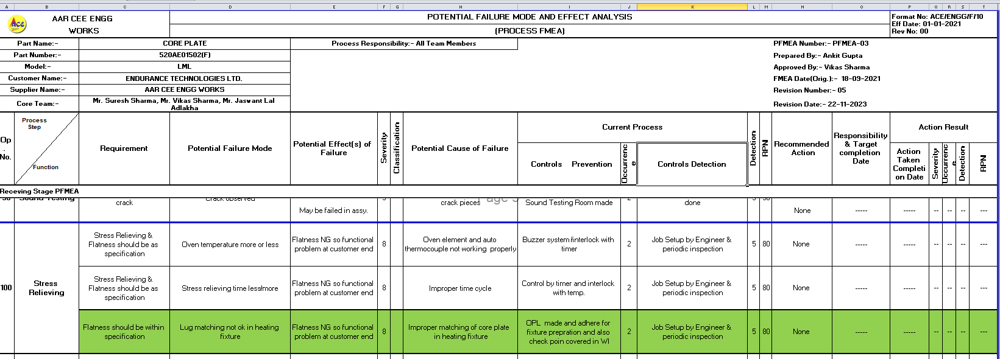 A B C D E F G H I J K L M N O P Q R S T
ACE
AAR CEE ENGG
WORKS
POTENTIAL FAILURE MODE AND EFFECT ANALYSIS
(PROCESS FMEA)
Format No: ACE/ENGG/F/10
Eff Date: 01-01-2021
Rev No: 00
Part Name:- CORE PLATE
Process Responsibility:- All Team Members
PFMEA Number:- PFMEA-03
Part Number:- 520AE01502(F)
Prepared By:- Ankit Gupta
Model:- LML
Approved By:- Vikas Sharma
Customer Name:- ENDURANCE TECHNOLOGIES LTD.
FMEA Date(Orig.):- 18-09-2021
Supplier Name:- AAR CEE ENGG WORKS
Revision Number:- 05
Core Team:-
Mr. Suresh Sharma, Mr. Vikas Sharma, Mr. Jaswant Lal
Adlakha
Revision Date:- 22-11-2023
Op
.
No.
Process
Step
Function
Requirement
Potential Failure Mode
Potential Effect(s) of
Failure
Severity
Classification
Potential Cause of Failure
Current Process
Controls Prevention
Occurrenc
e
Controls Detection
Detection
RPN
Recommended
Action
Responsibility
& Target
completion
Date
Action Result
Action
Taken
Completi
on Date
Severity
Occurrenc
e
Detection
RPN
Receving Stage PFMEA
Sound Testing
crack
Crack observed
May be failed in assy.
crack pieces
Page
Sound Testing Room made
done
None
----- ----- -- -- -- ---
100
Stress
Relieving
Stress Relieving &
Flatness should be as
specification
Oven temperature more or less
Flatness NG so functional
problem at customer end
8
Oven element and auto
thermocouple not working properly
Buzzer system/interlock with
timer
2
Job Setup by Engineer &
periodic inspection
5 80 None ----- ----- -- -- -- ---
Stress Relieving &
Flatness should be as
specification
Stress relieving time less/more
Flatness NG so functional
problem at customer end
8
Improper time cycle
Control by timer and interlock
with temp.
2
Job Setup by Engineer &
periodic inspection
5 80 None ----- ----- -- -- -- ---
Flatness should be within
specification
Lug matching not ok in heating
fixture
Flatness NG so functional
problem at customer end
8
Improper matching of core plate
in heating fixture
OPL made and adhere for
fixture prepration and also
check poin covered in WI
2
Job Setup by Engineer &
periodic inspection
5 80 None ----- ----- -- -- -- ---